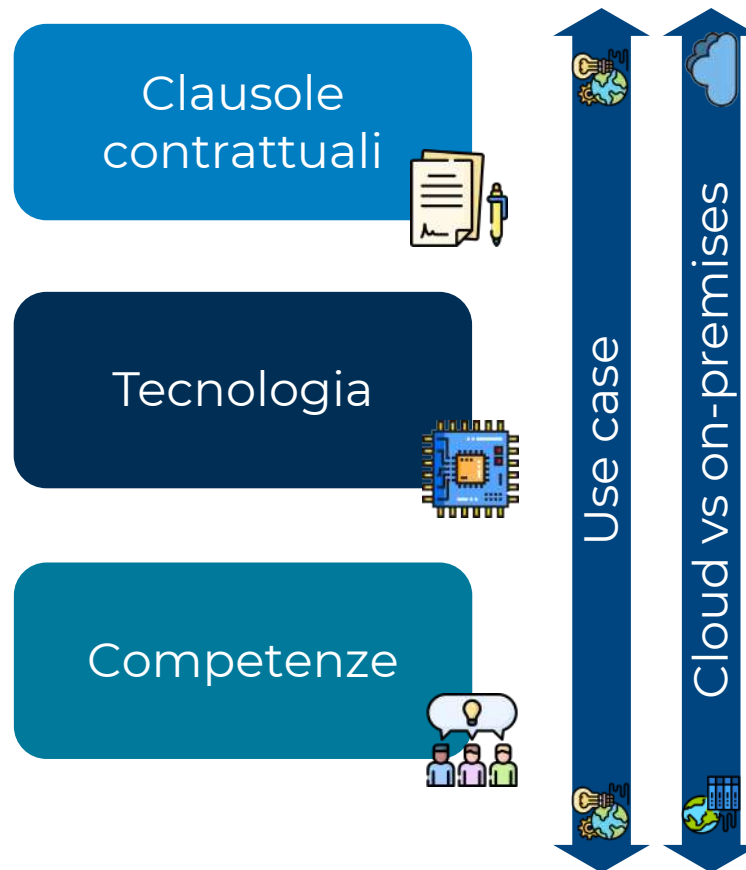 Clausole
contrattuali
Tecnologia
Competenze
Use case
Cloud vs on-premises